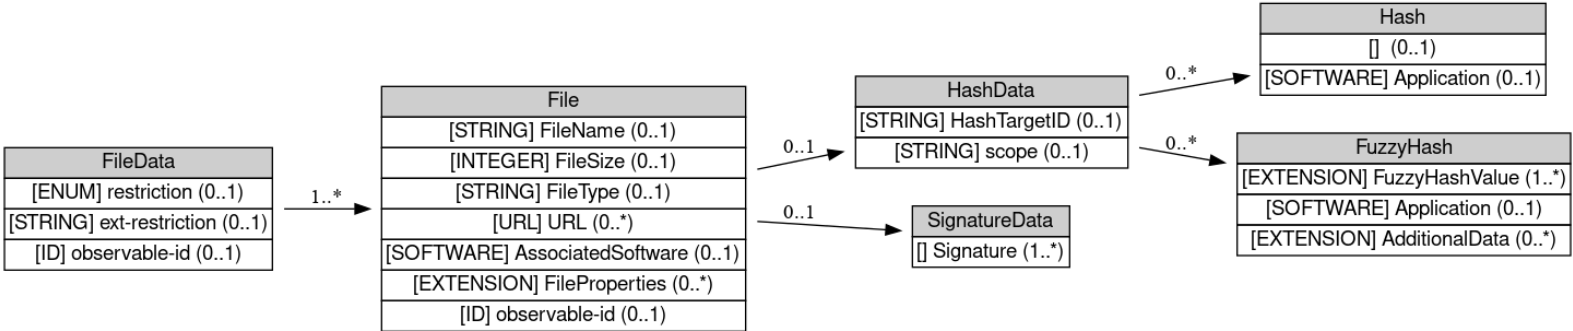 FileData
[ENUM] restriction (0..1)
[STRING] ext-restriction (0..1)
[ID] observable-id (0..1)
1..*
File
[STRING] FileName (0..1)
[INTEGER] FileSize (0..1)
[STRING] FileType (0..1)
[URL] URL (0..*)
[SOFTWARE] AssociatedSoftware (0..1)
[EXTENSION] FileProperties (0..*)
[ID] observable-id (0..1)
0..1
0..1
HashData
[STRING] HashTargetID (0..1)
[STRING] scope (0..1)
SignatureData
[] Signature (1..*)
0..*
0..*
Hash
[] (0..1)
[SOFTWARE] Application (0..1)
FuzzyHash
[EXTENSION] FuzzyHashValue (1..*)
[SOFTWARE] Application (0..1)
[EXTENSION] AdditionalData (0..*)